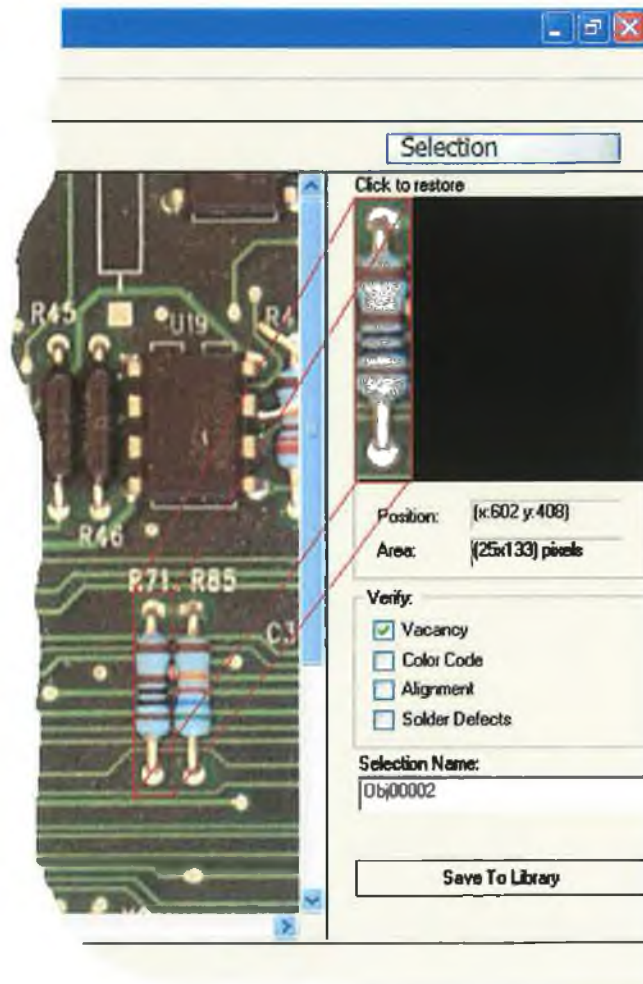 Selection
Click to restore
R45
U19
R4
R46
R71. R85
C3
Position: (x:602 y:408)
Area: (25x133) pixels
Verify:
Vacancy
Color Code
Alignment
Solder Defects
Selection Name:
Obj00002
Save To Library